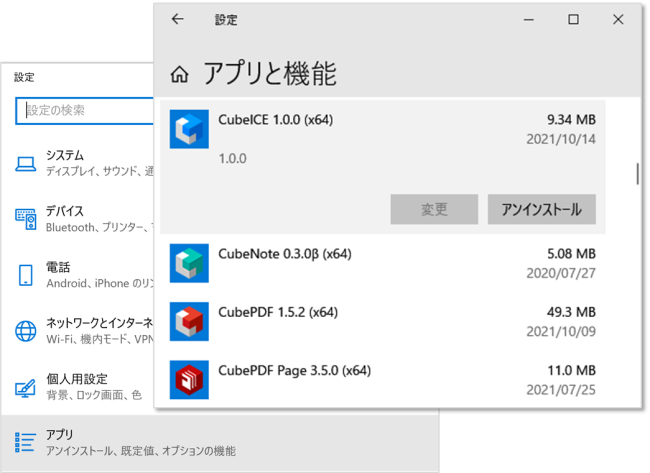 設定
アプリと機能
CubeICE 1.0.0 (x64)
9.34 MB
2021/10/14
1.0.0
変更
アンインストール
CubeNote 0.3.0β (x64)
5.08 MB
2020/07/27
CubePDF 1.5.2 (x64)
49.3 MB
2021/10/09
CubePDF Page 3.5.0 (x64)
11.0 MB
2021/07/25
設定
設定の検索
システム
ディスプレイ、サウンド、通
デバイス
Bluetooth、プリンター、
電話
Android、iPhone のリン
ネットワークとインターネ
Wi-Fi、機内モード、VPN
個人用設定
背景、ロック画面、色
アプリ
アンインストール、既定値、オプションの機能